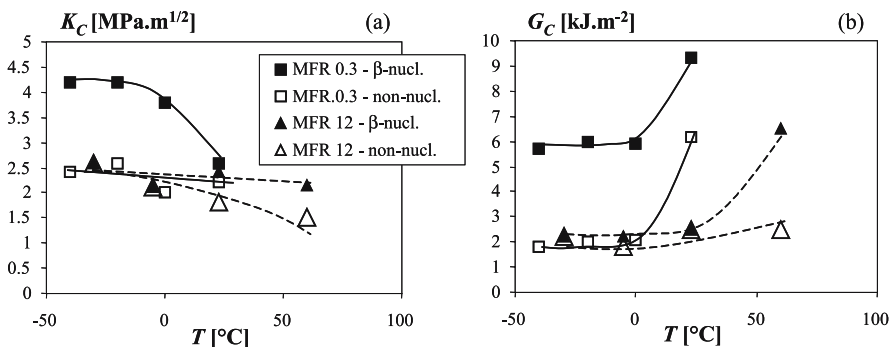 K_C [MPa.m^1/2] (a)
5
4.5
4
3.5
3
2.5
2
1.5
1
0.5
0
-50 0 50 100
T [°C]
MFR 0.3 - β-nucl.
MFR.0.3 - non-nucl.
MFR 12 - β-nucl.
MFR 12 - non-nucl.
G_C [kJ.m^-2] (b)
10
9
8
7
6
5
4
3
2
1
0
-50 0 50 100
T [°C]